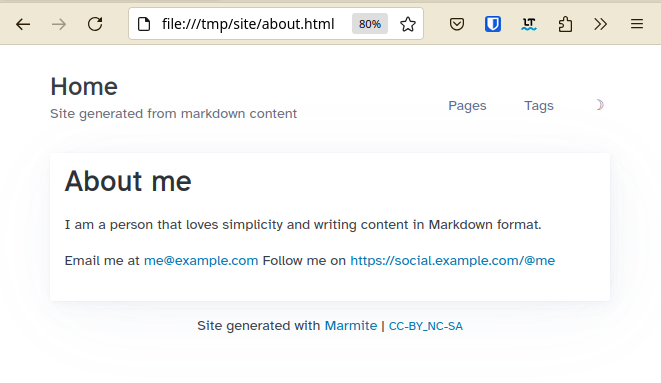 file:///tmp/site/about.html 80% LT
Home
Site generated from markdown content
Pages Tags
About me
I am a person that loves simplicity and writing content in Markdown format.
Email me at me@example.com Follow me on https://social.example.com/@me
Site generated with Marmite | CC-BY_NC-SA